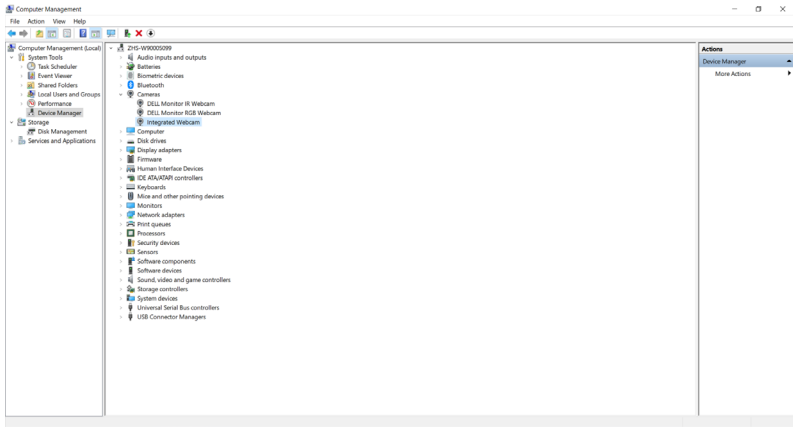 Computer Management
File Action View Help
Computer Management (Local)
System Tools
Task Scheduler
Event Viewer
Shared Folders
Local Users and Groups
Performance
Device Manager
Storage
Disk Management
Services and Applications
ZHS-W90005099
Audio inputs and outputs
Batteries
Biometric devices
Bluetooth
Cameras
DELL Monitor IR Webcam
DELL Monitor RGB Webcam
Integrated Webcam
Computer
Disk drives
Display adapters
Firmware
Human Interface Devices
IDE ATA/ATAPI controllers
Keyboards
Mice and other pointing devices
Monitors
Network adapters
Print queues
Processors
Security devices
Sensors
Software components
Software devices
Sound, video and game controllers
Storage controllers
System devices
Universal Serial Bus controllers
USB Connector Managers
Actions
Device Manager
More Actions